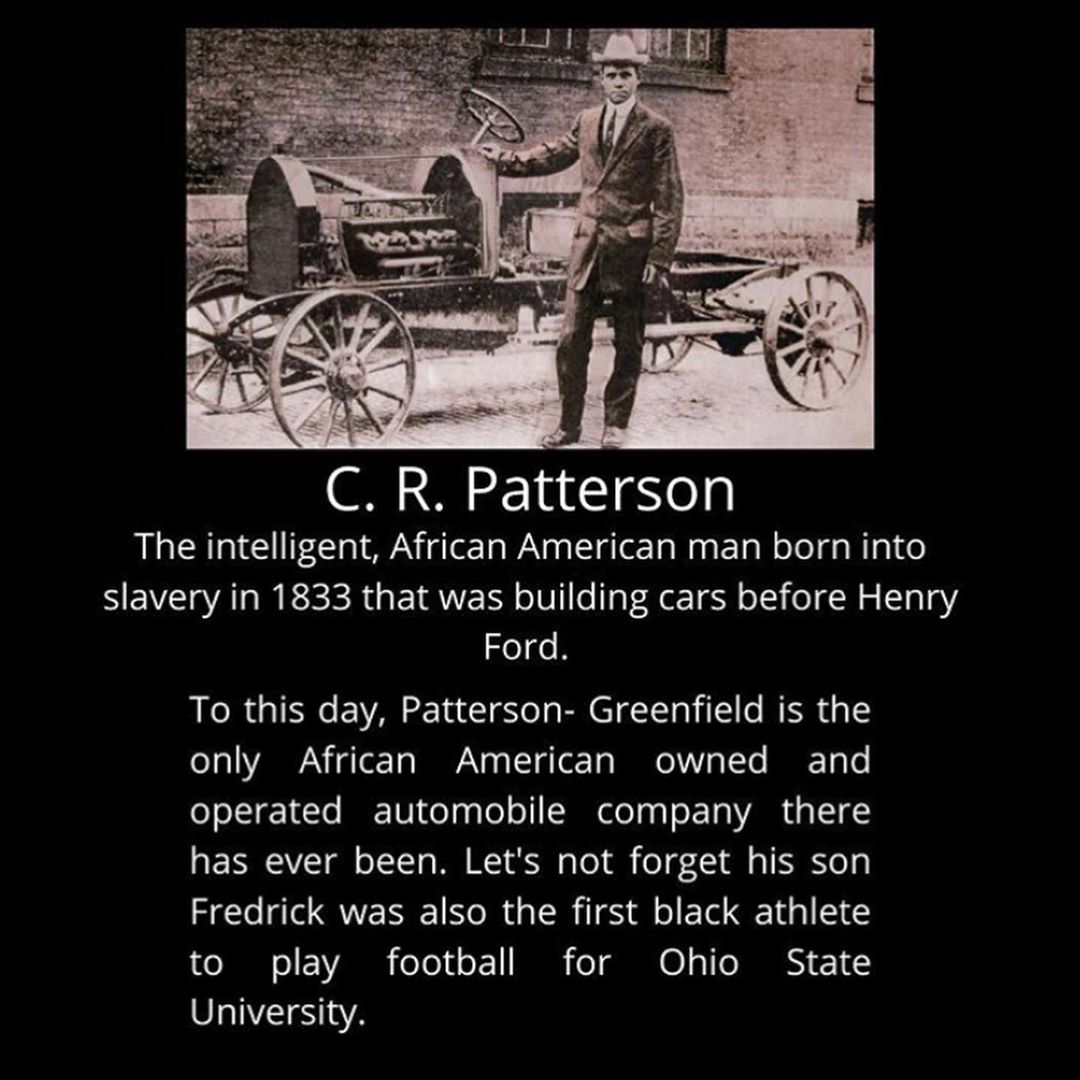 C. R. Patterson
The intelligent, African American man born into
slavery in 1833 that was building cars before Henry
Ford.
To this day, Patterson- Greenfield is the
only African American owned and
operated automobile company there
has ever been. Let's not forget his son
Fredrick was also the first black athlete
to play football for Ohio State
University.